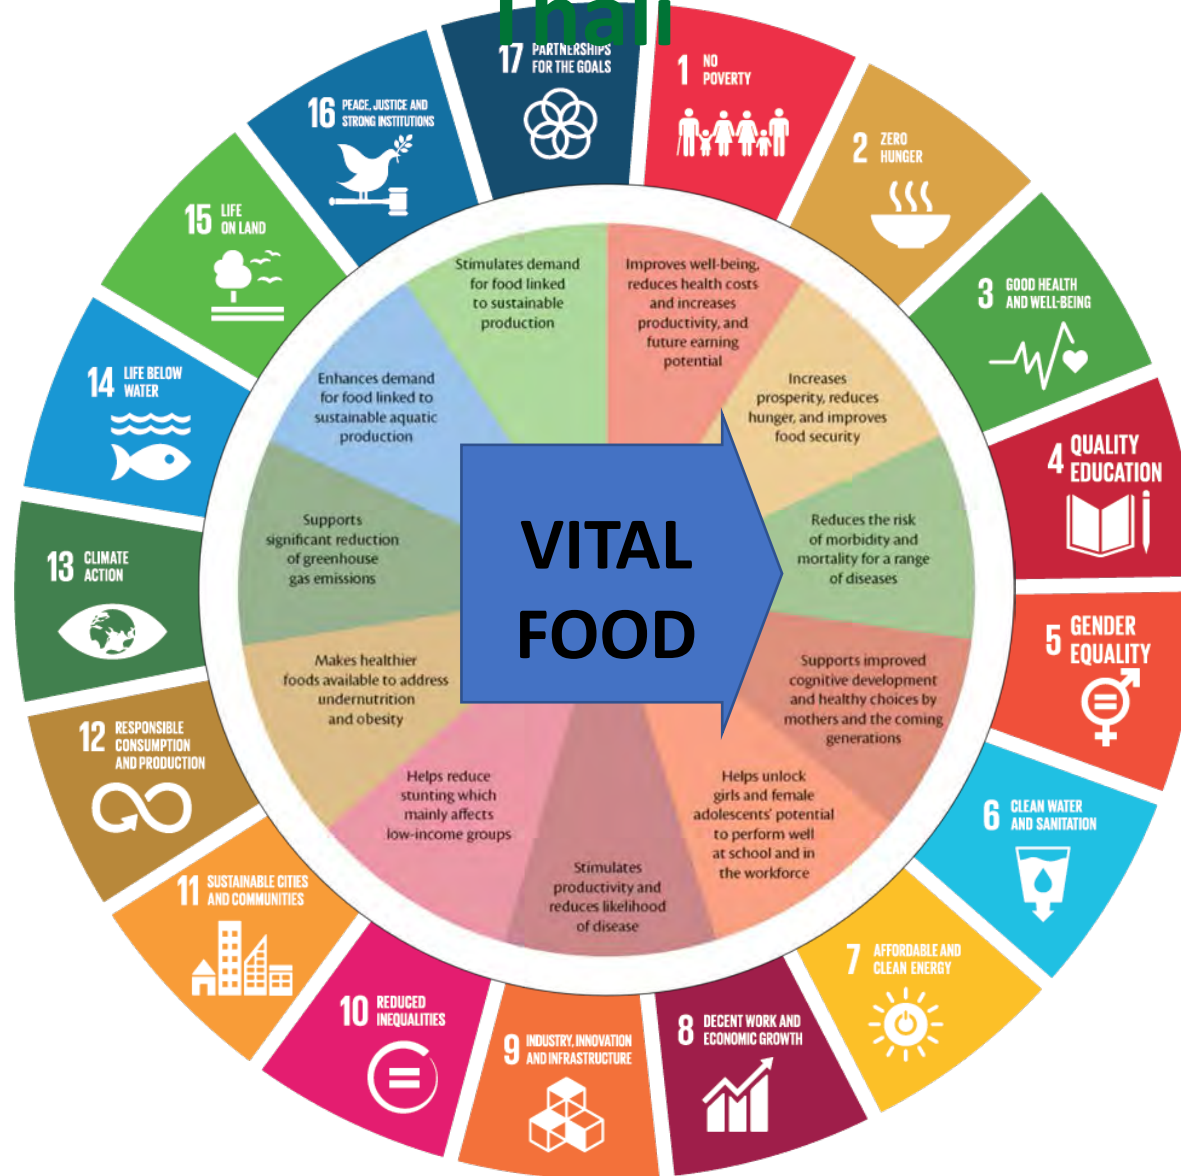 Thali
17 PARTNERSHIPS
FOR THE GOALS
1 NO
POVERTY
2 ZERO
HUNGER
3 GOOD HEALTH
AND WELL-BEING
4 QUALITY
EDUCATION
5 GENDER
EQUALITY
6 CLEAN WATER
AND SANITATION
7 AFFORDABLE AND
CLEAN ENERGY
8 DECENT WORK AND
ECONOMIC GROWTH
9 INDUSTRY, INNOVATION
AND INFRASTRUCTURE
10 REDUCED
INEQUALITIES
11 SUSTAINABLE CITIES
AND COMMUNITIES
12 RESPONSIBLE
CONSUMPTION
AND PRODUCTION
13 CLIMATE
ACTION
14 LIFE BELOW
WATER
15 LIFE
ON LAND
16 PEACE, JUSTICE AND
STRONG INSTITUTIONS
Improves well-being,
reduces health costs
and increases
productivity, and
future earning
potential
Increases
prosperity, reduces
hunger, and improves
food security
Reduces the risk
of morbidity and
mortality for a range
of diseases
Supports improved
cognitive development
and healthy choices by
mothers and the coming
generations
Helps unlock
girls and female
adolescents' potential
to perform well
at school and in
the workforce
Stimulates
productivity and
reduces likelihood
of disease
Helps reduce
stunting which
mainly affects
low-income groups
Makes healthier
foods available to address
undernutrition
and obesity
Supports
significant reduction
of greenhouse
gas emissions
Enhances demand
for food linked to
sustainable aquatic
production
Stimulates demand
for food linked
to sustainable
production
VITAL
FOOD